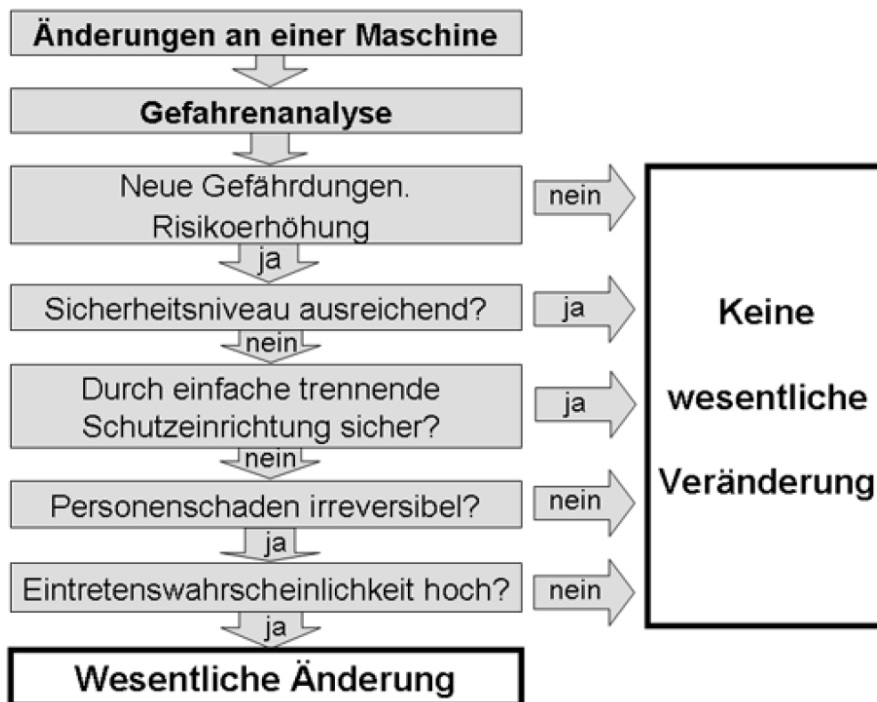 Änderungen an einer Maschine
Gefahrenanalyse
Neue Gefährdungen.
Risikoerhöhung
nein
ja
Sicherheitsniveau ausreichend?
ja
nein
Durch einfache trennende
Schutzeinrichtung sicher?
ja
nein
Personenschaden irreversibel?
nein
ja
Eintretenswahrscheinlichkeit hoch?
nein
ja
Wesentliche Änderung
Keine
wesentliche
Veränderung